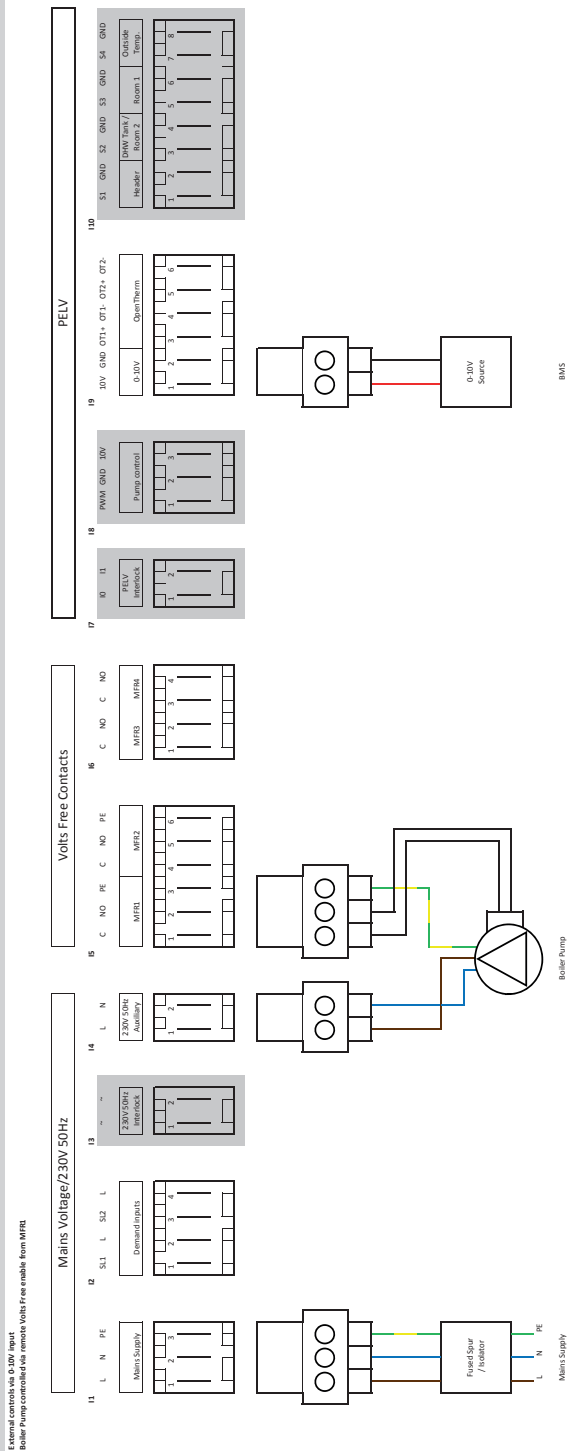 External controls via 0-10V input
Boiler Pump controlled via remote Volts Free enable from MFR1
Mains Voltage/230V 50Hz
Volts Free Contacts
PELV
I1
L N PE
Mains Supply
1 2 3
I2
SL1 L SL2 L
Demand inputs
1 2 3 4
I3
~ ~
230V 50Hz
Interlock
1 2
I4
L N
230V 50Hz
Auxiliary
1 2
I5
C NO PE C NO PE
MFR1 MFR2
1 2 3 4 5 6
I6
C NO C NO
MFR3 MFR4
1 2 3 4
I7
I0 I1
PELV
Interlock
1 2
I8
PWM GND 10V
Pump control
1 2 3
I9
10V GND OT1+ OT1- OT2+ OT2-
0-10V OpenTherm
1 2 3 4 5 6
I10
S1 GND S2 GND S3 GND S4 GND
Header
DHW Tank /
Room 2
Room 1
Outside
Temp.
1 2 3 4 5 6 7 8
Fused Spur
/ Isolator
L N PE
Mains Supply
Boiler Pump
0-10V
Source
BMS